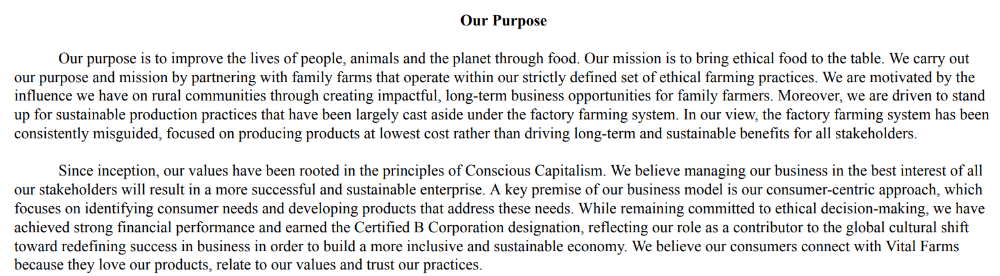 Our Purpose
Our purpose is to improve the lives of people, animals and the planet through food. Our mission is to bring ethical food to the table. We carry out
our purpose and mission by partnering with family farms that operate within our strictly defined set of ethical farming practices. We are motivated by the
influence we have on rural communities through creating impactful, long-term business opportunities for family farmers. Moreover, we are driven to stand
up for sustainable production practices that have been largely cast aside under the factory farming system. In our view, the factory farming system has been
consistently misguided, focused on producing products at lowest cost rather than driving long-term and sustainable benefits for all stakeholders.
Since inception, our values have been rooted in the principles of Conscious Capitalism. We believe managing our business in the best interest of all
our stakeholders will result in a more successful and sustainable enterprise. A key premise of our business model is our consumer-centric approach, which
focuses on identifying consumer needs and developing products that address these needs. While remaining committed to ethical decision-making, we have
achieved strong financial performance and earned the Certified B Corporation designation, reflecting our role as a contributor to the global cultural shift
toward redefining success in business in order to build a more inclusive and sustainable economy. We believe our consumers connect with Vital Farms
because they love our products, relate to our values and trust our practices.